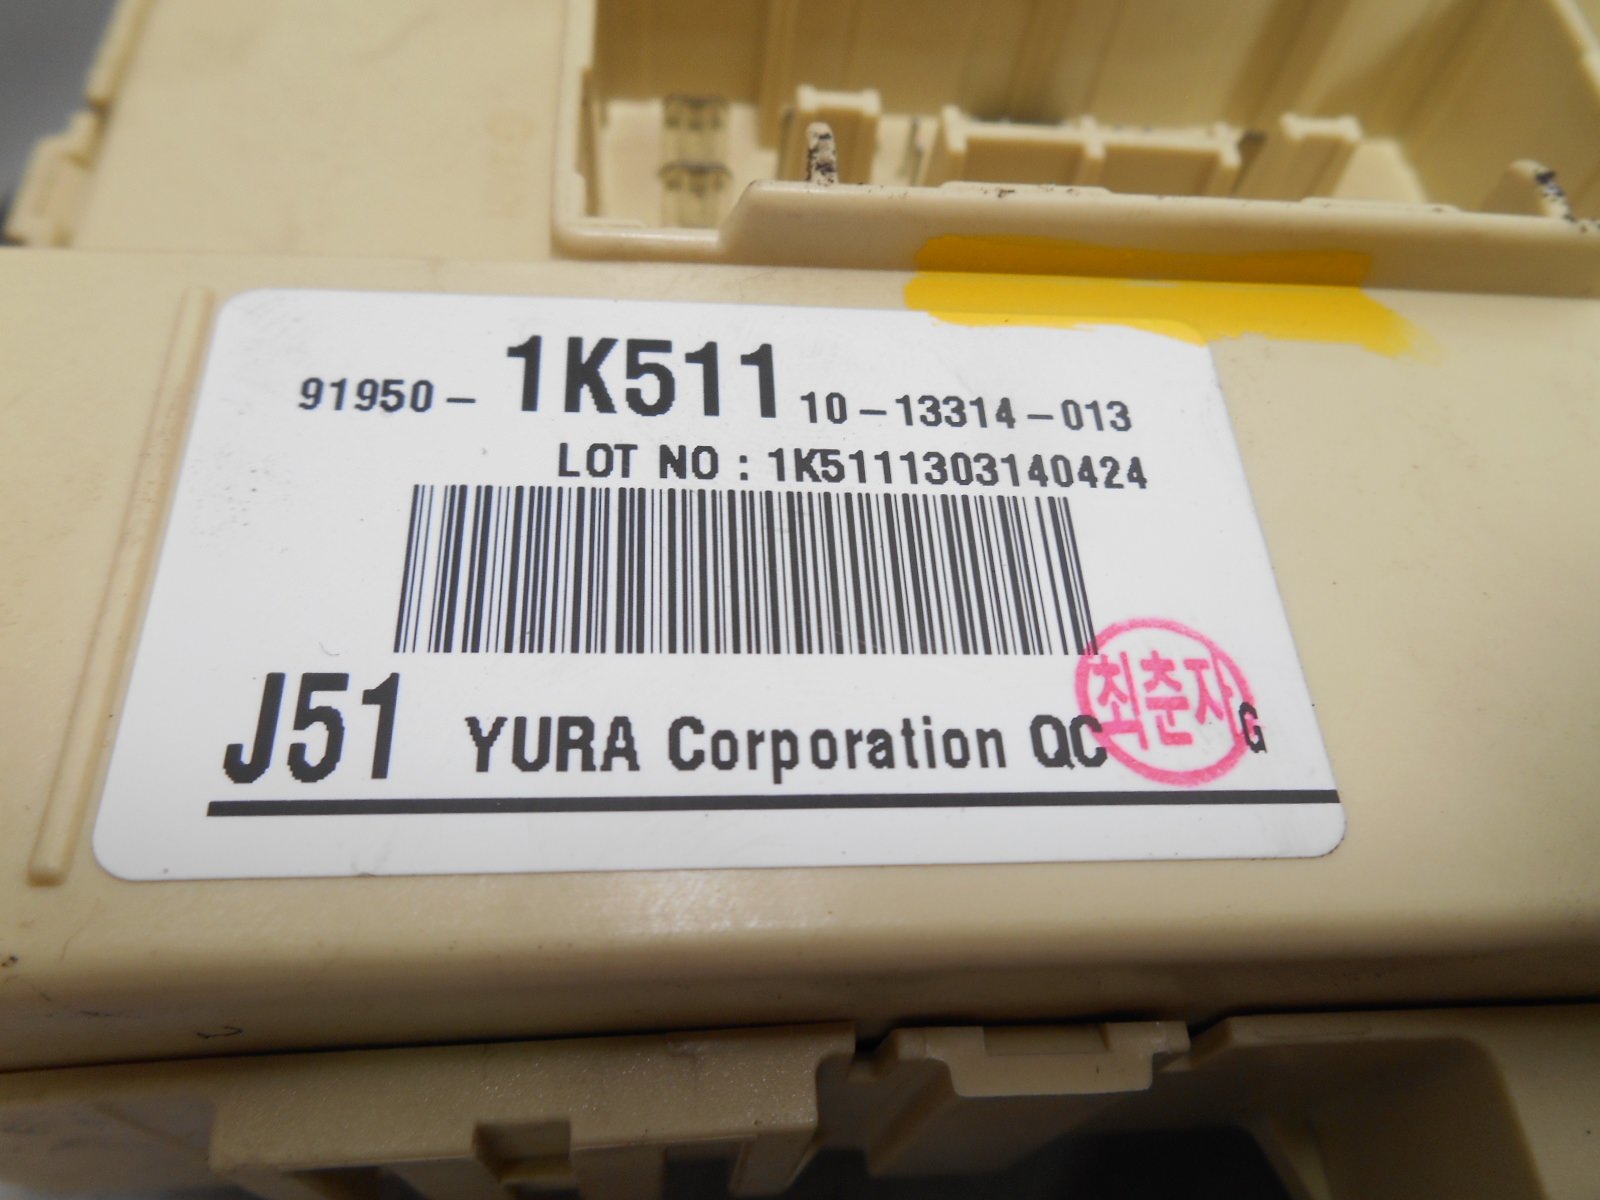 91950-1K511 10-13314-013
LOT NO : 1K5111303140424
J51 YURA Corporation QC G
최춘자